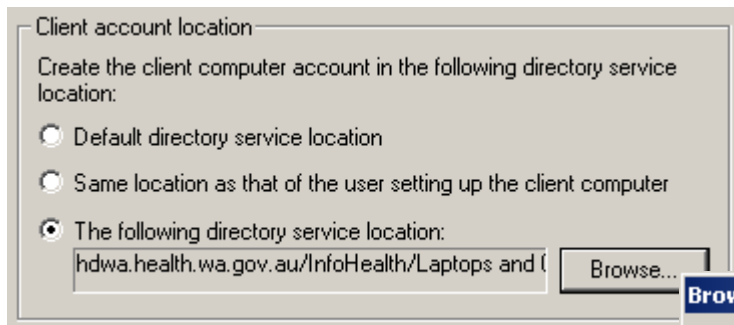 Client account location
Create the client computer account in the following directory service
location:
Default directory service location
Same location as that of the user setting up the client computer
The following directory service location:
hdwa.health.wa.gov.au/InfoHealth/Laptops and
Browse...